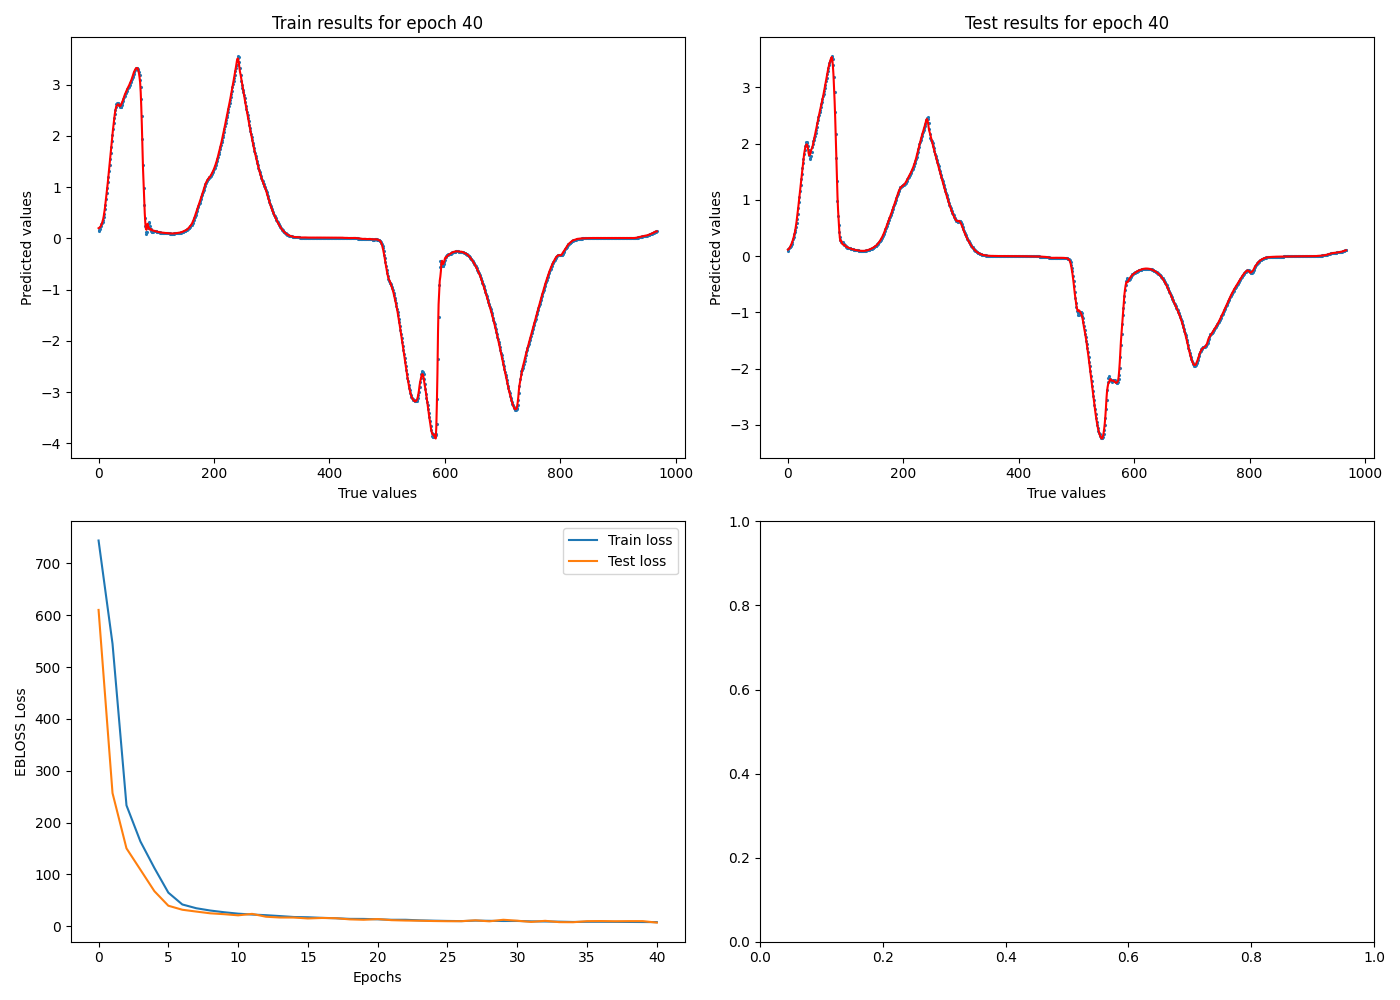 Train results for epoch 40
Predicted values
3
2
1
0
−1
−2
−3
−4
0 200 400 600 800 1000
True values
Test results for epoch 40
Predicted values
3
2
1
0
−1
−2
−3
0 200 400 600 800 1000
True values
EBLOSS Loss
700
600
500
400
300
200
100
0
Train loss
Test loss
0 5 10 15 20 25 30 35 40
Epochs
1.0
0.8
0.6
0.4
0.2
0.0
0.0 0.2 0.4 0.6 0.8 1.0